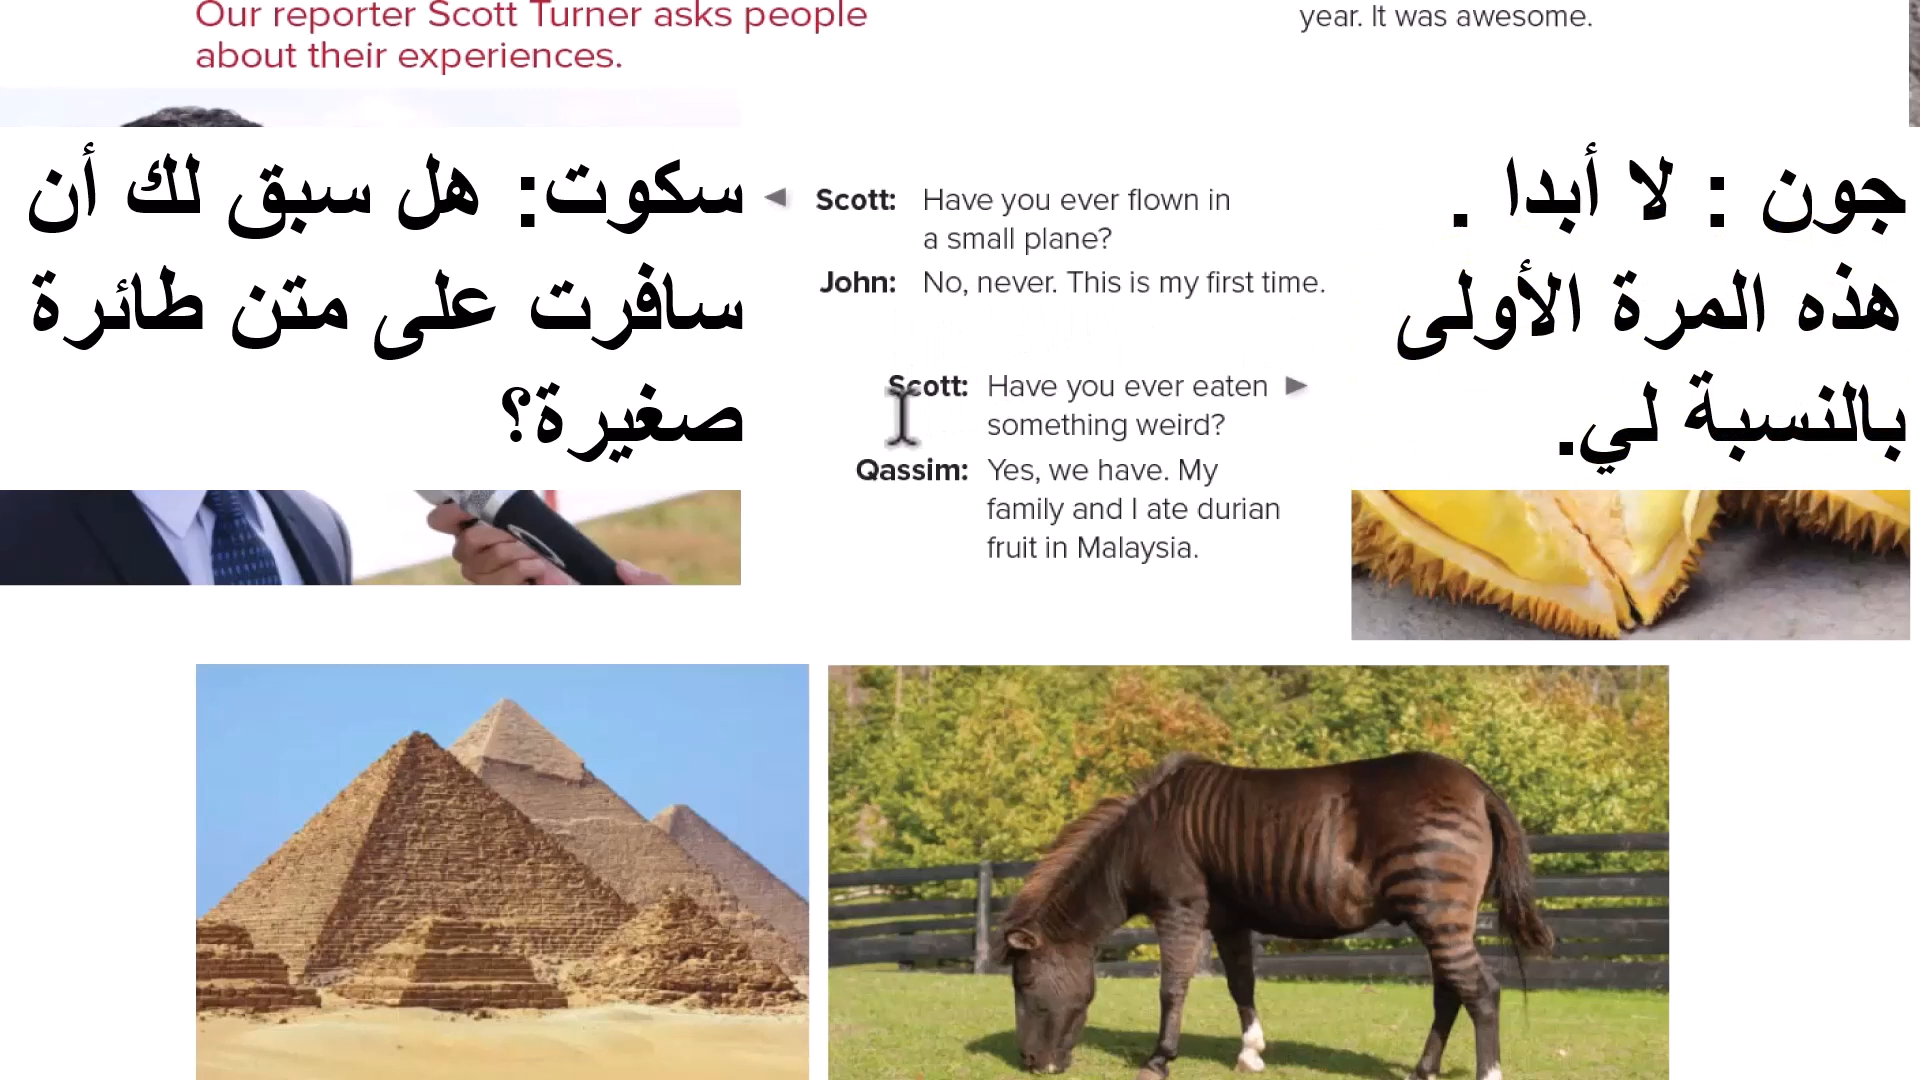 Our reporter Scott Turner asks people
about their experiences.
year. It was awesome.
سكوت: هل سبق لك أن
سافرت على متن طائرة
صغيرة؟
Scott: Have you ever flown in
a small plane?
John: No, never. This is my first time.
جون : لا أبدا .
هذه المرة الأولى
بالنسبة لي.
Scott: Have you ever eaten
something weird?
Qassim: Yes, we have. My
family and I ate durian
fruit in Malaysia.